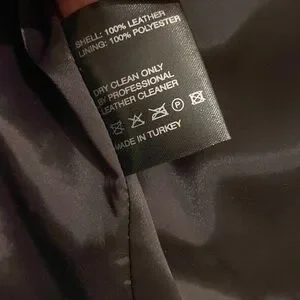 SHELL: 100% LEATHER
LINING: 100% POLYESTER
DRY CLEAN ONLY
BY PROFESSIONAL
LEATHER CLEANER
P
MADE IN TURKEY